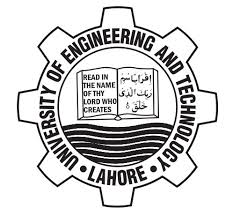 UNIVERSITY OF ENGINEERING AND TECHNOLOGY
• LAHORE •
READ IN
THE NAME
OF THY
LORD WHO
CREATES
اقرا باسم
ربك الذي
خلق